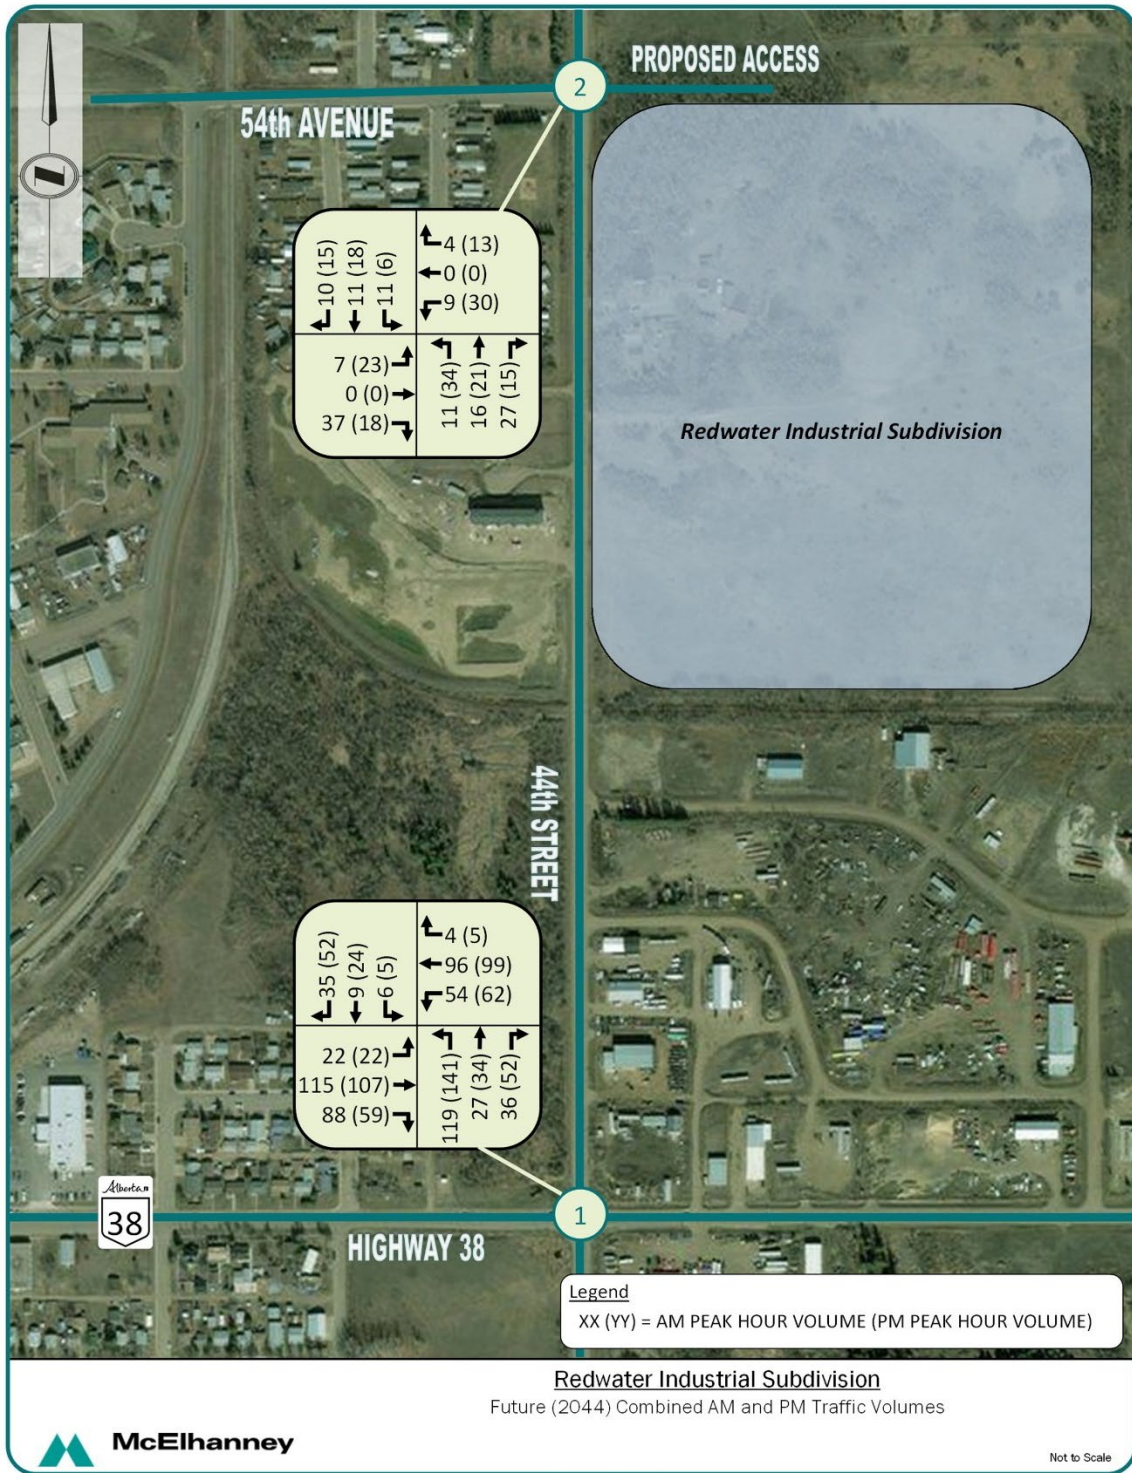 PROPOSED ACCESS
2
54th AVENUE
4 (13)
0 (0)
9 (30)
10 (15)
11 (18)
11 (6)
7 (23)
0 (0)
37 (18)
11 (34)
16 (21)
27 (15)
Redwater Industrial Subdivision
44th STREET
4 (5)
96 (99)
54 (62)
35 (52)
9 (24)
6 (5)
22 (22)
115 (107)
88 (59)
119 (141)
27 (34)
36 (52)
Alberta
38
1
HIGHWAY 38
Legend
XX (YY) = AM PEAK HOUR VOLUME (PM PEAK HOUR VOLUME)
Redwater Industrial Subdivision
Future (2044) Combined AM and PM Traffic Volumes
McElhanney
Not to Scale